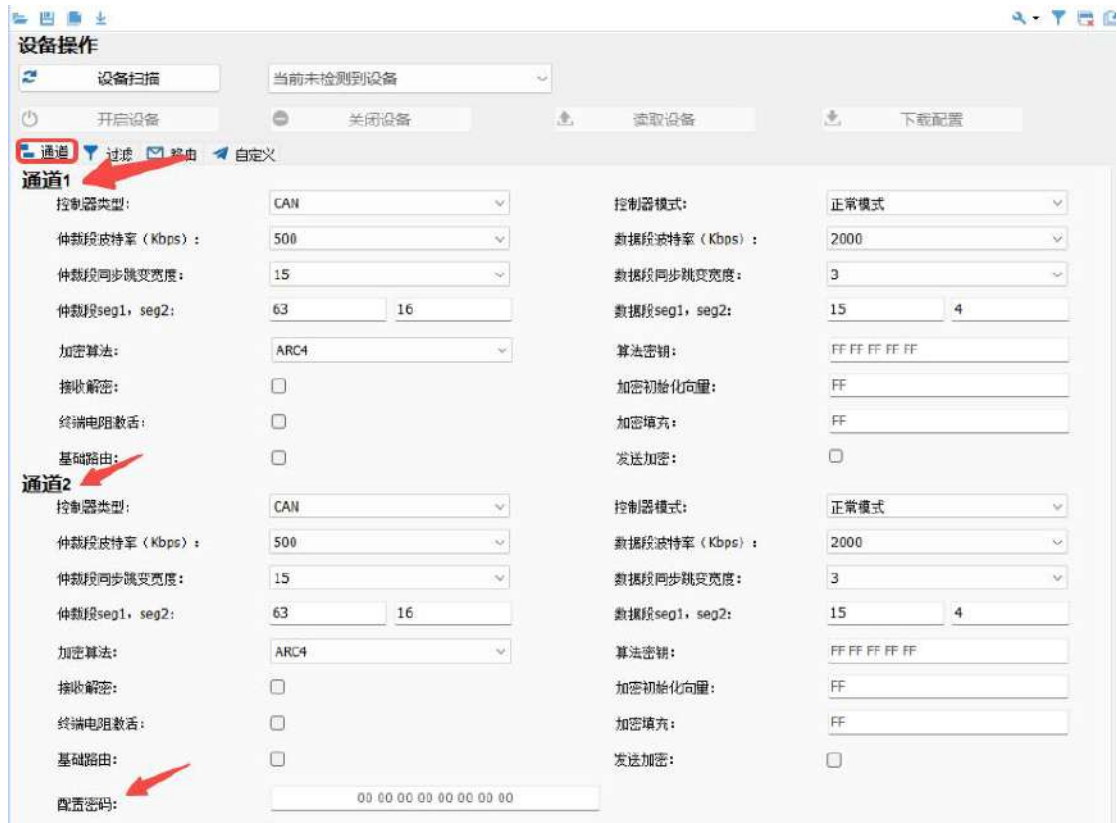 设备操作
设备扫描 当前未检测到设备
开启设备 关闭设备 读取设备 下载配置
通道 过滤 路由 自定义
通道1
控制器类型: CAN 控制器模式: 正常模式
仲裁段波特率（Kbps）: 500 数据段波特率（Kbps）: 2000
仲裁段同步跳变宽度: 15 数据段同步跳变宽度: 3
仲裁段seg1，seg2: 63 16 数据段seg1，seg2: 15 4
加密算法: ARC4 算法密钥: FF FF FF FF FF
接收解密: 加密初始化向量: FF
终端电阻激活: 加密填充: FF
基础路由: 发送加密:
通道2
控制器类型: CAN 控制器模式: 正常模式
仲裁段波特率（Kbps）: 500 数据段波特率（Kbps）: 2000
仲裁段同步跳变宽度: 15 数据段同步跳变宽度: 3
仲裁段seg1，seg2: 63 16 数据段seg1，seg2: 15 4
加密算法: ARC4 算法密钥: FF FF FF FF FF
接收解密: 加密初始化向量: FF
终端电阻激活: 加密填充: FF
基础路由: 发送加密:
配置密码: 00 00 00 00 00 00 00 00